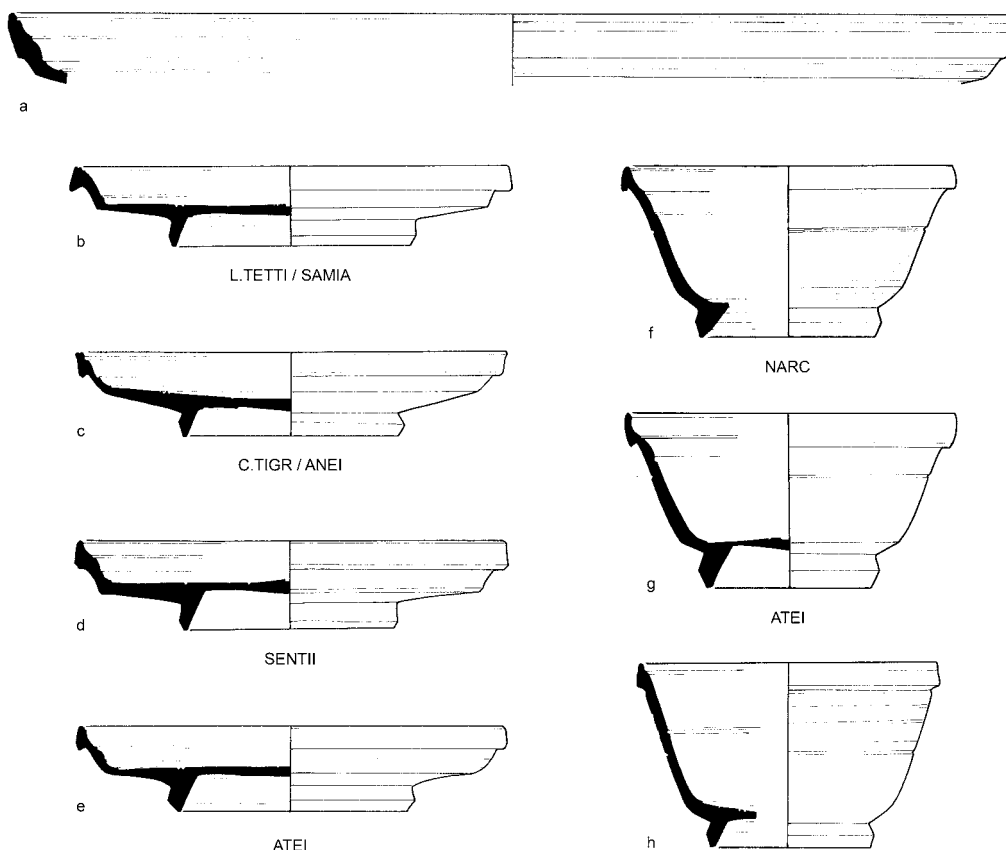 a
b
L.TETTI / SAMIA
c
C.TIGR / ANEI
d
SENTII
e
ATEI
f
NARC
g
ATEI
h